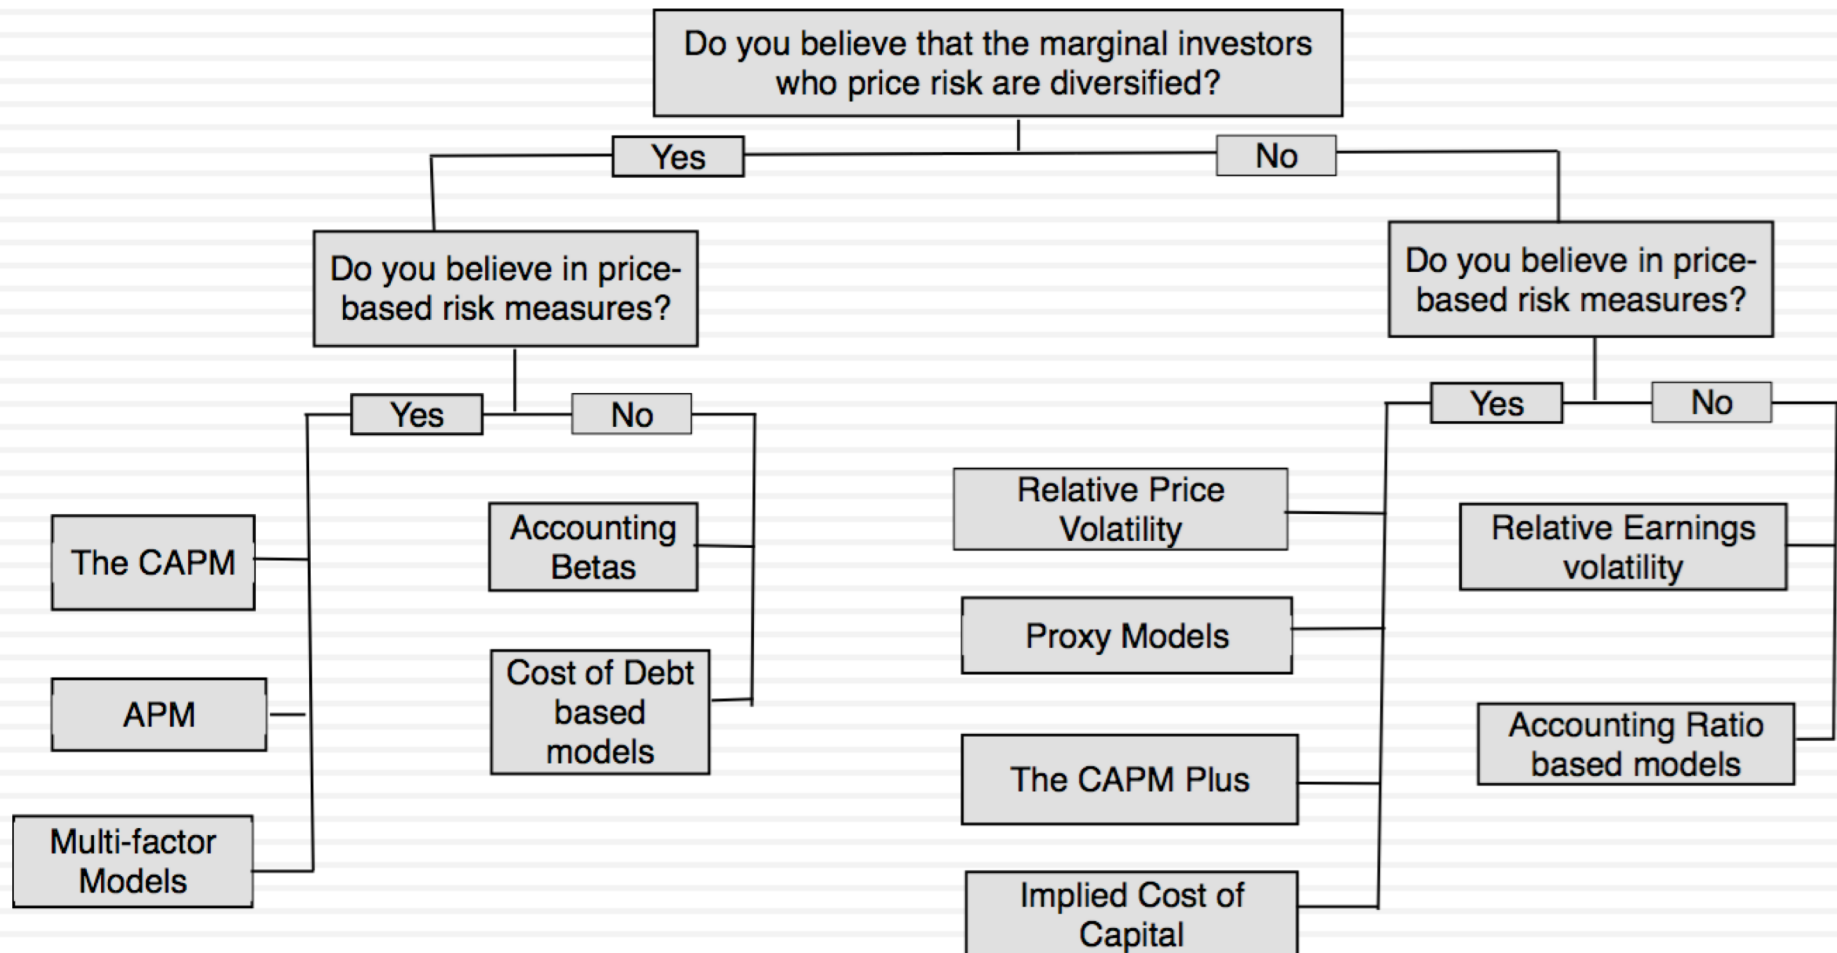 Do you believe that the marginal investors
who price risk are diversified?
Yes
No
Do you believe in price-
based risk measures?
Do you believe in price-
based risk measures?
Yes
No
Yes
No
The CAPM
APM
Multi-factor
Models
Accounting
Betas
Cost of Debt
based
models
Relative Price
Volatility
Proxy Models
The CAPM Plus
Implied Cost of
Capital
Relative Earnings
volatility
Accounting Ratio
based models